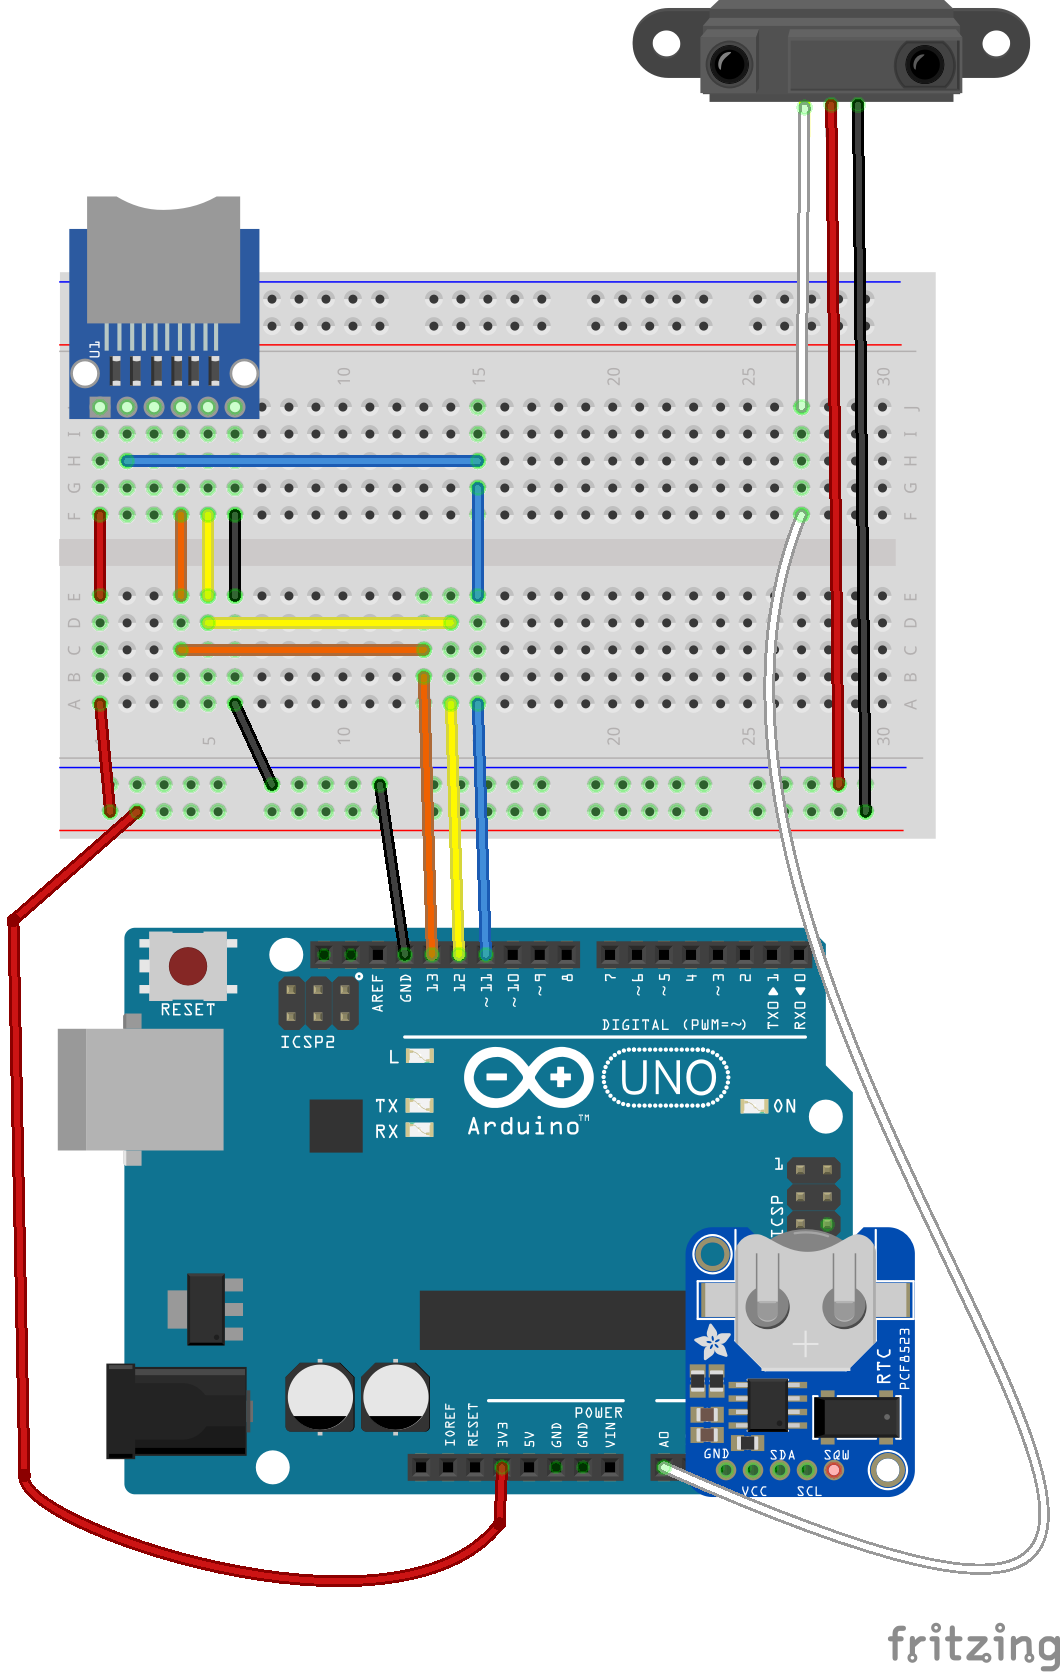 U1
10
15
20
25
30
J
I
I
H
H
G
G
F
F
E
E
D
D
C
C
B
B
A
A
5
10
20
25
30
RESET
ICSP2
AREF
GND
13
12
~11
~10
~9
8
7
~6
~5
4
~3
2
TX0▶1
RX0◀0
DIGITAL (PWM=~)
L
TX
RX
UNO
Arduino™
ON
1
ICSP
IOREF
RESET
3V3
5V
GND
GND
VIN
POWER
A0
RTC
PCF8523
GND
VCC
SDA
SCL
SQW
fritzing